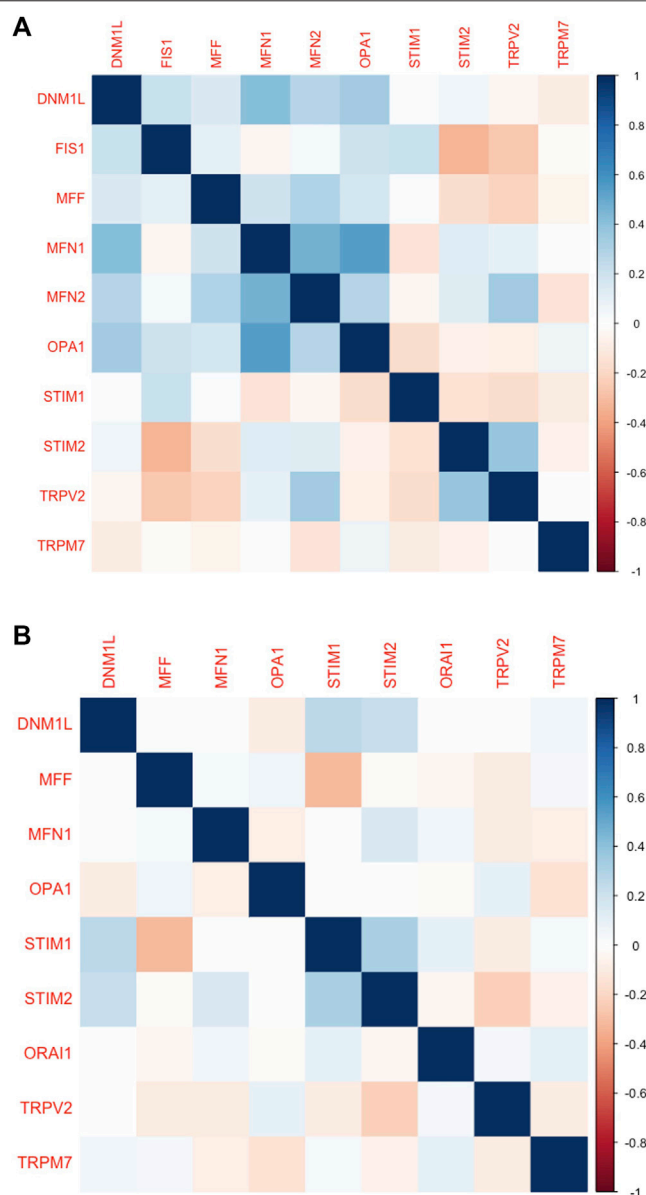 A
DNM1L FIS1 MFF MFN1 MFN2 OPA1 STIM1 STIM2 TRPV2 TRPM7
DNM1L
FIS1
MFF
MFN1
MFN2
OPA1
STIM1
STIM2
TRPV2
TRPM7
1
0.8
0.6
0.4
0.2
0
-0.2
-0.4
-0.6
-0.8
-1
B
DNM1L MFF MFN1 OPA1 STIM1 STIM2 ORAI1 TRPV2 TRPM7
DNM1L
MFF
MFN1
OPA1
STIM1
STIM2
ORAI1
TRPV2
TRPM7
1
0.8
0.6
0.4
0.2
0
-0.2
-0.4
-0.6
-0.8
-1